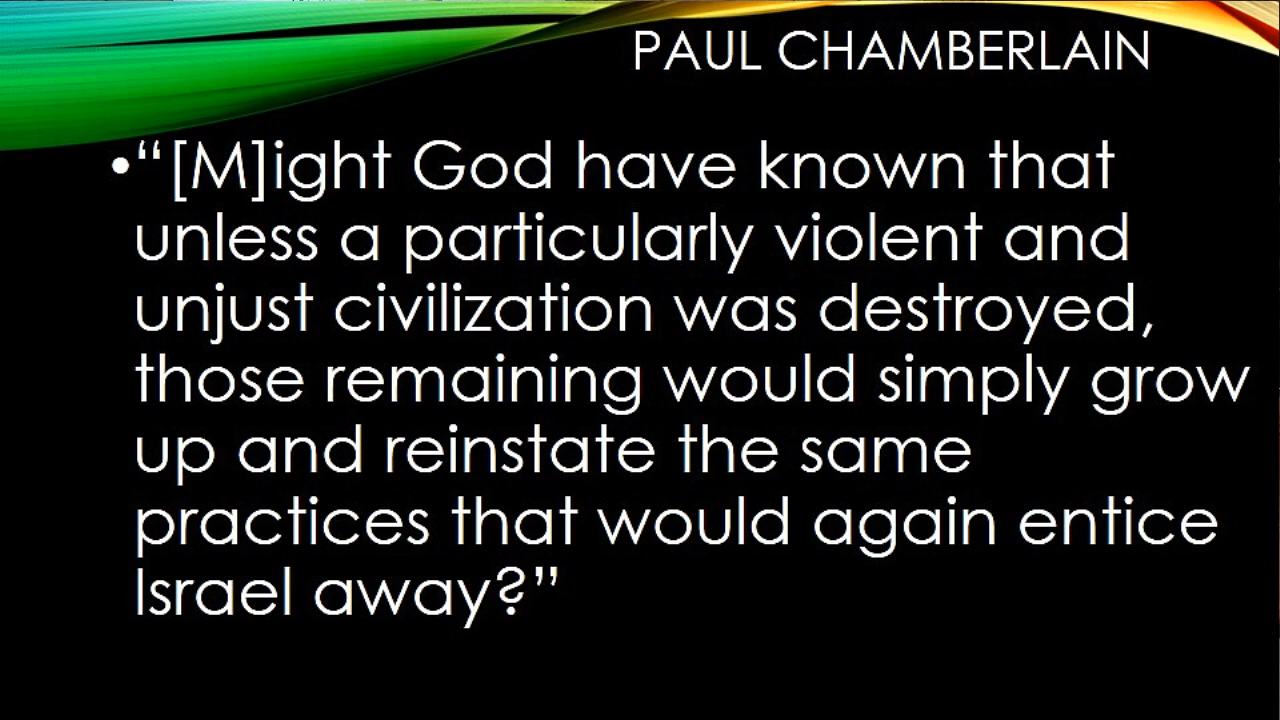 PAUL CHAMBERLAIN
•“[M]ight God have known that
unless a particularly violent and
unjust civilization was destroyed,
those remaining would simply grow
up and reinstate the same
practices that would again entice
Israel away?”